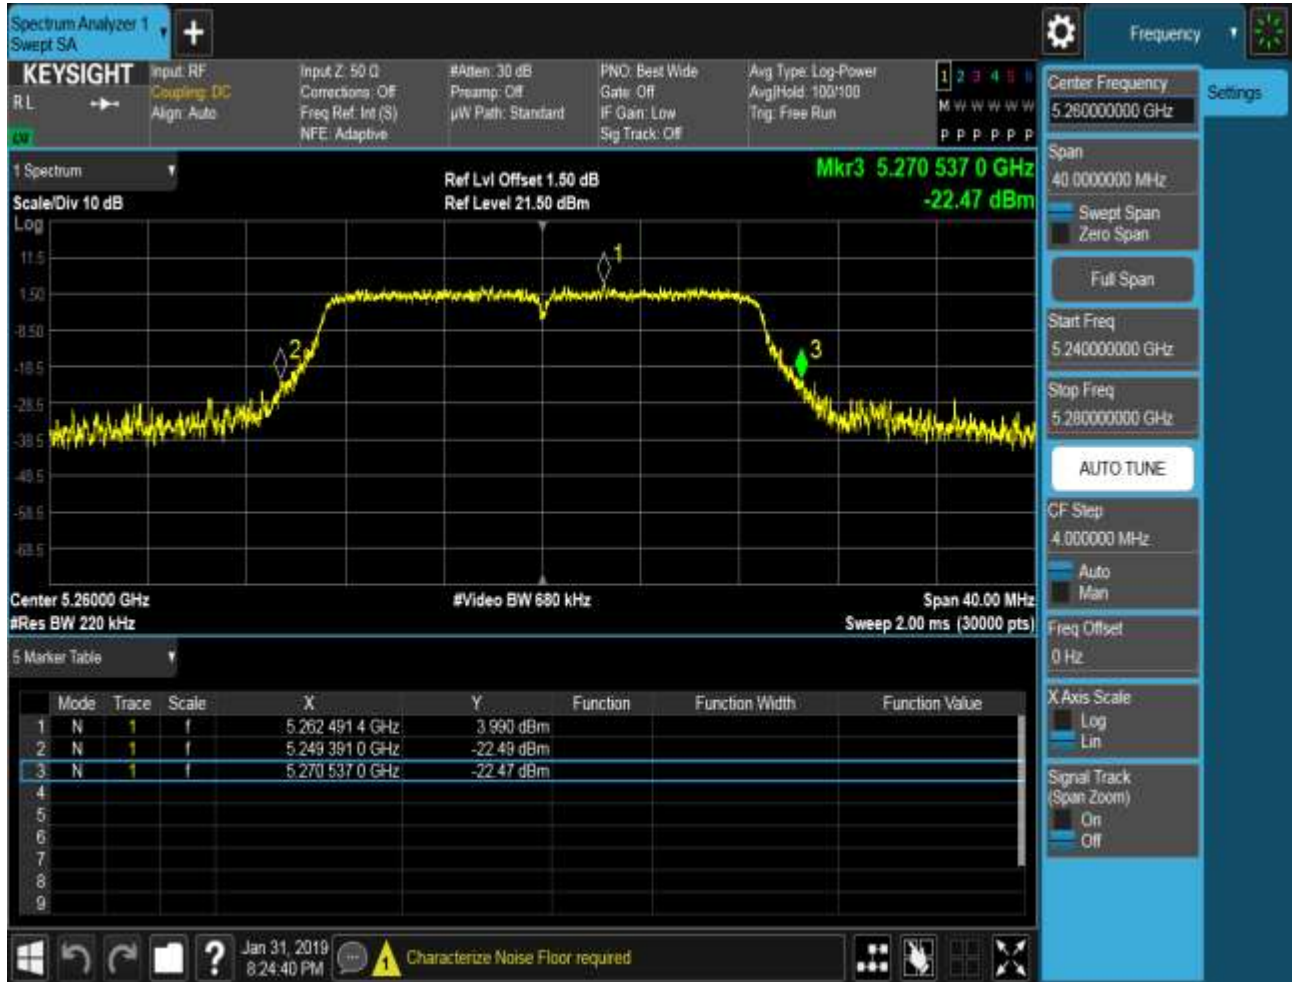 Spectrum Analyzer 1
Swept SA
+
Frequency
KEYSIGHT
RL
Input: RF
Coupling: DC
Align: Auto
Input Z: 50 Ω
Corrections: Off
Freq Ref: Int (S)
NFE: Adaptive
#Atten: 30 dB
Preamp: Off
µW Path: Standard
PNO: Best Wide
Gate: Off
IF Gain: Low
Sig Track: Off
Avg Type: Log-Power
Avg|Hold: 100/100
Trig: Free Run
1 2 3 4 5 6
M W W W W W
P P P P P P
Center Frequency
5.260000000 GHz
Settings
Span
40.0000000 MHz
Swept Span
Zero Span
Full Span
Start Freq
5.240000000 GHz
Stop Freq
5.280000000 GHz
AUTO TUNE
CF Step
4.000000 MHz
Auto
Man
Freq Offset
0 Hz
X Axis Scale
Log
Lin
Signal Track
(Span Zoom)
On
Off
1 Spectrum
Scale/Div 10 dB
Ref Lvl Offset 1.50 dB
Ref Level 21.50 dBm
Mkr3 5.270 537 0 GHz
-22.47 dBm
Log
11.5
1.50
-8.50
-18.5
-28.5
-38.5
-48.5
-58.5
-68.5
1
2
3
Center 5.26000 GHz
#Video BW 680 kHz
Span 40.00 MHz
#Res BW 220 kHz
Sweep 2.00 ms (30000 pts)
5 Marker Table
Mode Trace Scale X Y Function Function Width Function Value
1 N 1 f 5.262 491 4 GHz 3.990 dBm
2 N 1 f 5.249 391 0 GHz -22.49 dBm
3 N 1 f 5.270 537 0 GHz -22.47 dBm
4
5
6
7
8
9
?
Jan 31, 2019
8:24:40 PM
1
Characterize Noise Floor required